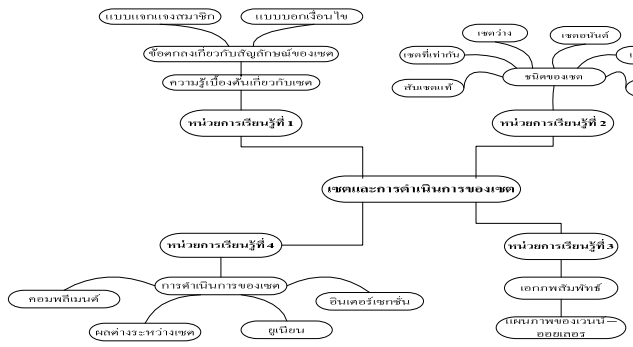 แบบแจกแจงสมาชิก
แบบบอกเงื่อนไข
ข้อตกลงเกี่ยวกับสัญลักษณ์ของเซต
ความรู้เบื้องต้นเกี่ยวกับเซต
หน่วยการเรียนรู้ที่ 1
เซตว่าง
เซตอนันต์
เซตที่เท่ากัน
สับเซตแท้
ชนิดของเซต
หน่วยการเรียนรู้ที่ 2
เซตและการดำเนินการของเซต
หน่วยการเรียนรู้ที่ 4
การดำเนินการของเซต
คอมพลีเมนต์
ผลต่างระหว่างเซต
ยูเนียน
อินเตอร์เซกชั่น
หน่วยการเรียนรู้ที่ 3
เอกภพสัมพัทธ์
แผนภาพของเวนน์ –
ออยเลอร